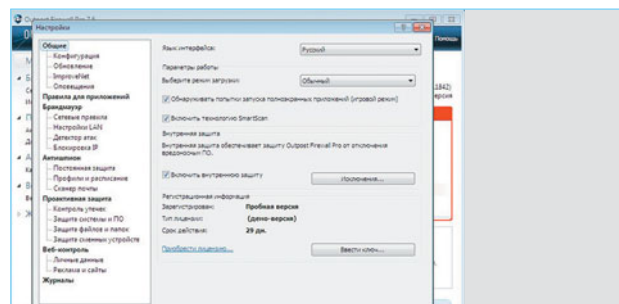 Outpost Firewall Pro 7.6
Настройки
Помощь
Общие
Конфигурация
Обновление
ImproveNet
Оповещения
Правила для приложений
Брандмауэр
Сетевые правила
Настройки LAN
Детектор атак
Блокировка IP
Антишпион
Постоянная защита
Профили и расписание
Сканер почты
Проактивная защита
Контроль утечек
Защита системы и ПО
Защита файлов и папок
Защита съемных устройств
Веб-контроль
Личные данные
Реклама и сайты
Журналы
Язык интерфейса:
Русский
Параметры работы
Выберите режим загрузки:
Обычный
Обнаруживать попытки запуска полноэкранных приложений (игровой режим)
Включить технологию SmartScan
Внутренняя защита
Внутренняя защита обеспечивает защиту Outpost Firewall Pro от отключения
вредоносным ПО.
Включить внутреннюю защиту
Исключения...
Регистрационная информация
Зарегистрирован: Пробная версия
Тип лицензии: (демо-версия)
Срок действия: 29 дн.
Приобрести лицензию...
Ввести ключ...